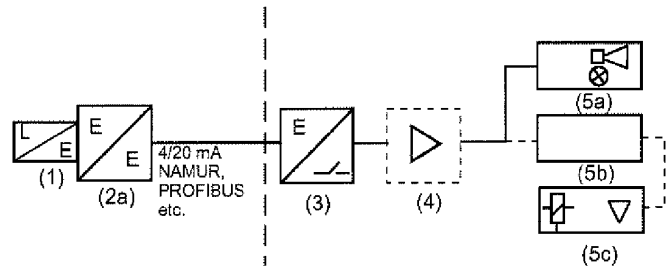 L
E
(1)
E
E
(2a)
4/20 mA
NAMUR,
PROFIBUS
etc.
E
(3)
(4)
(5a)
(5b)
(5c)